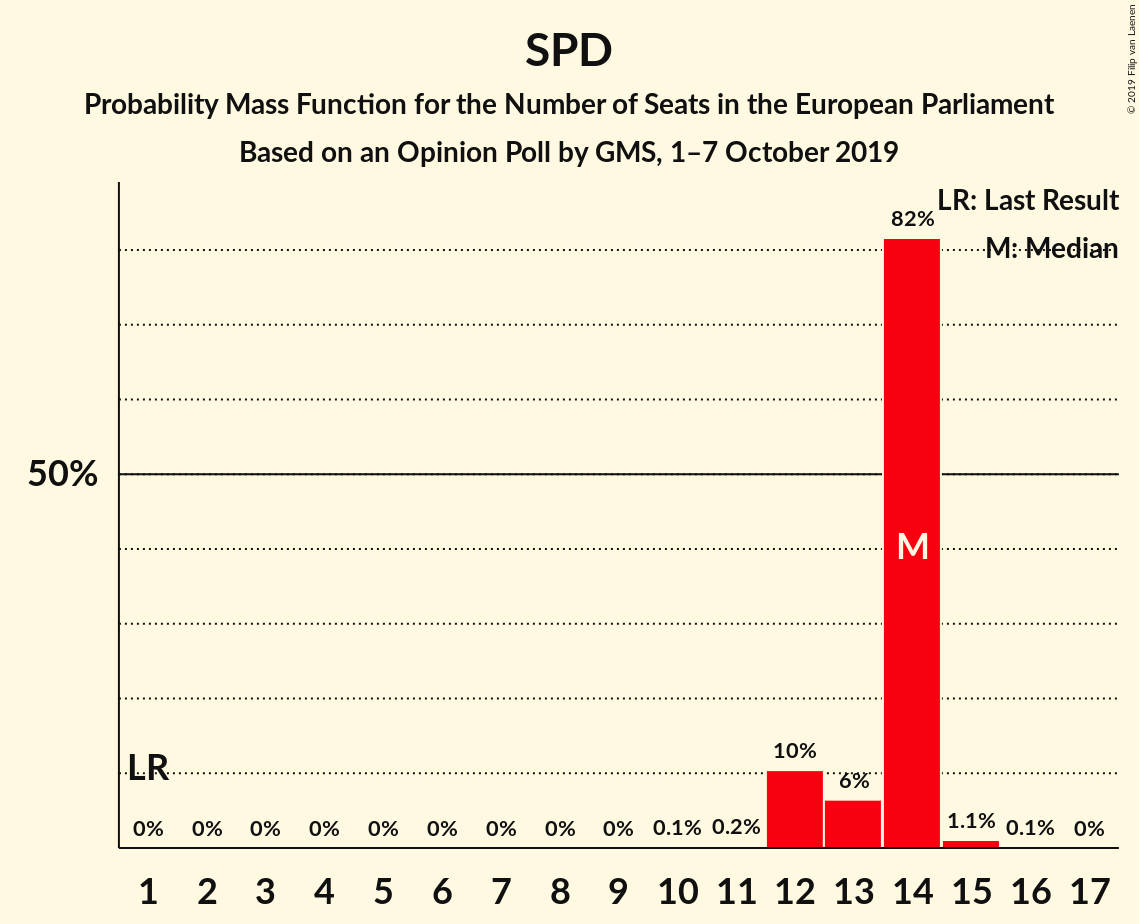 SPD
Probability Mass Function for the Number of Seats in the European Parliament
Based on an Opinion Poll by GMS, 1–7 October 2019
© 2019 Filip van Laenen
LR: Last Result
M: Median
82%
50%
M
LR
10%
6%
0% 0% 0% 0% 0% 0% 0% 0% 0% 0.1% 0.2% 1.1% 0.1% 0%
1 2 3 4 5 6 7 8 9 10 11 12 13 14 15 16 17